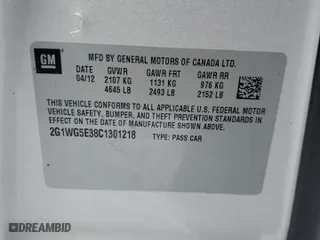 GM
MFD BY GENERAL MOTORS OF CANADA LTD.
DATE GVWR GAWR FRT GAWR RR
04/12 2107 KG 1131 KG 976 KG
4645 LB 2493 LB 2152 LB
THIS VEHICLE CONFORMS TO ALL APPLICABLE U.S. FEDERAL MOTOR
VEHICLE SAFETY, BUMPER, AND THEFT PREVENTION STANDARDS IN
EFFECT ON THE DATE OF MANUFACTURE SHOWN ABOVE.
2G1WG5E38C1301218 TYPE: PASS CAR
DREAMBID